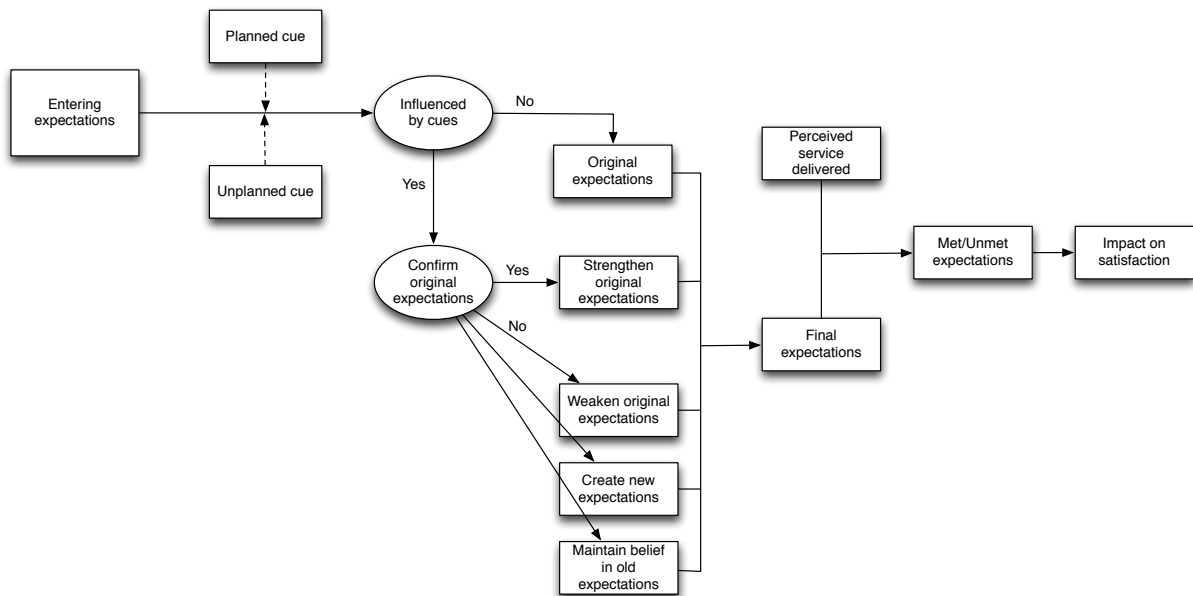 Planned cue
Entering
expectations
Unplanned cue
Influenced
by cues
No
Yes
Original
expectations
Confirm
original
expectations
Yes
No
Strengthen
original
expectations
Weaken original
expectations
Create new
expectations
Maintain belief
in old
expectations
Perceived
service
delivered
Final
expectations
Met/Unmet
expectations
Impact on
satisfaction